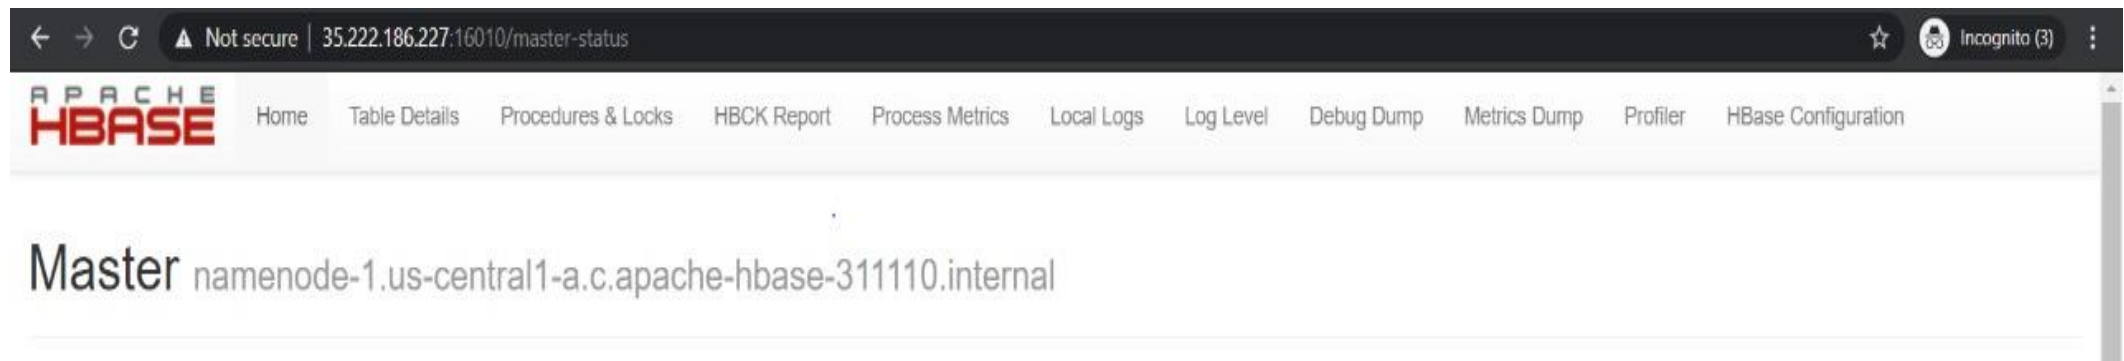 Not secure | 35.222.186.227:16010/master-status Incognito (3)
APACHE
HBASE
Home Table Details Procedures & Locks HBCK Report Process Metrics Local Logs Log Level Debug Dump Metrics Dump Profiler HBase Configuration
Master namenode-1.us-central1-a.c.apache-hbase-311110.internal